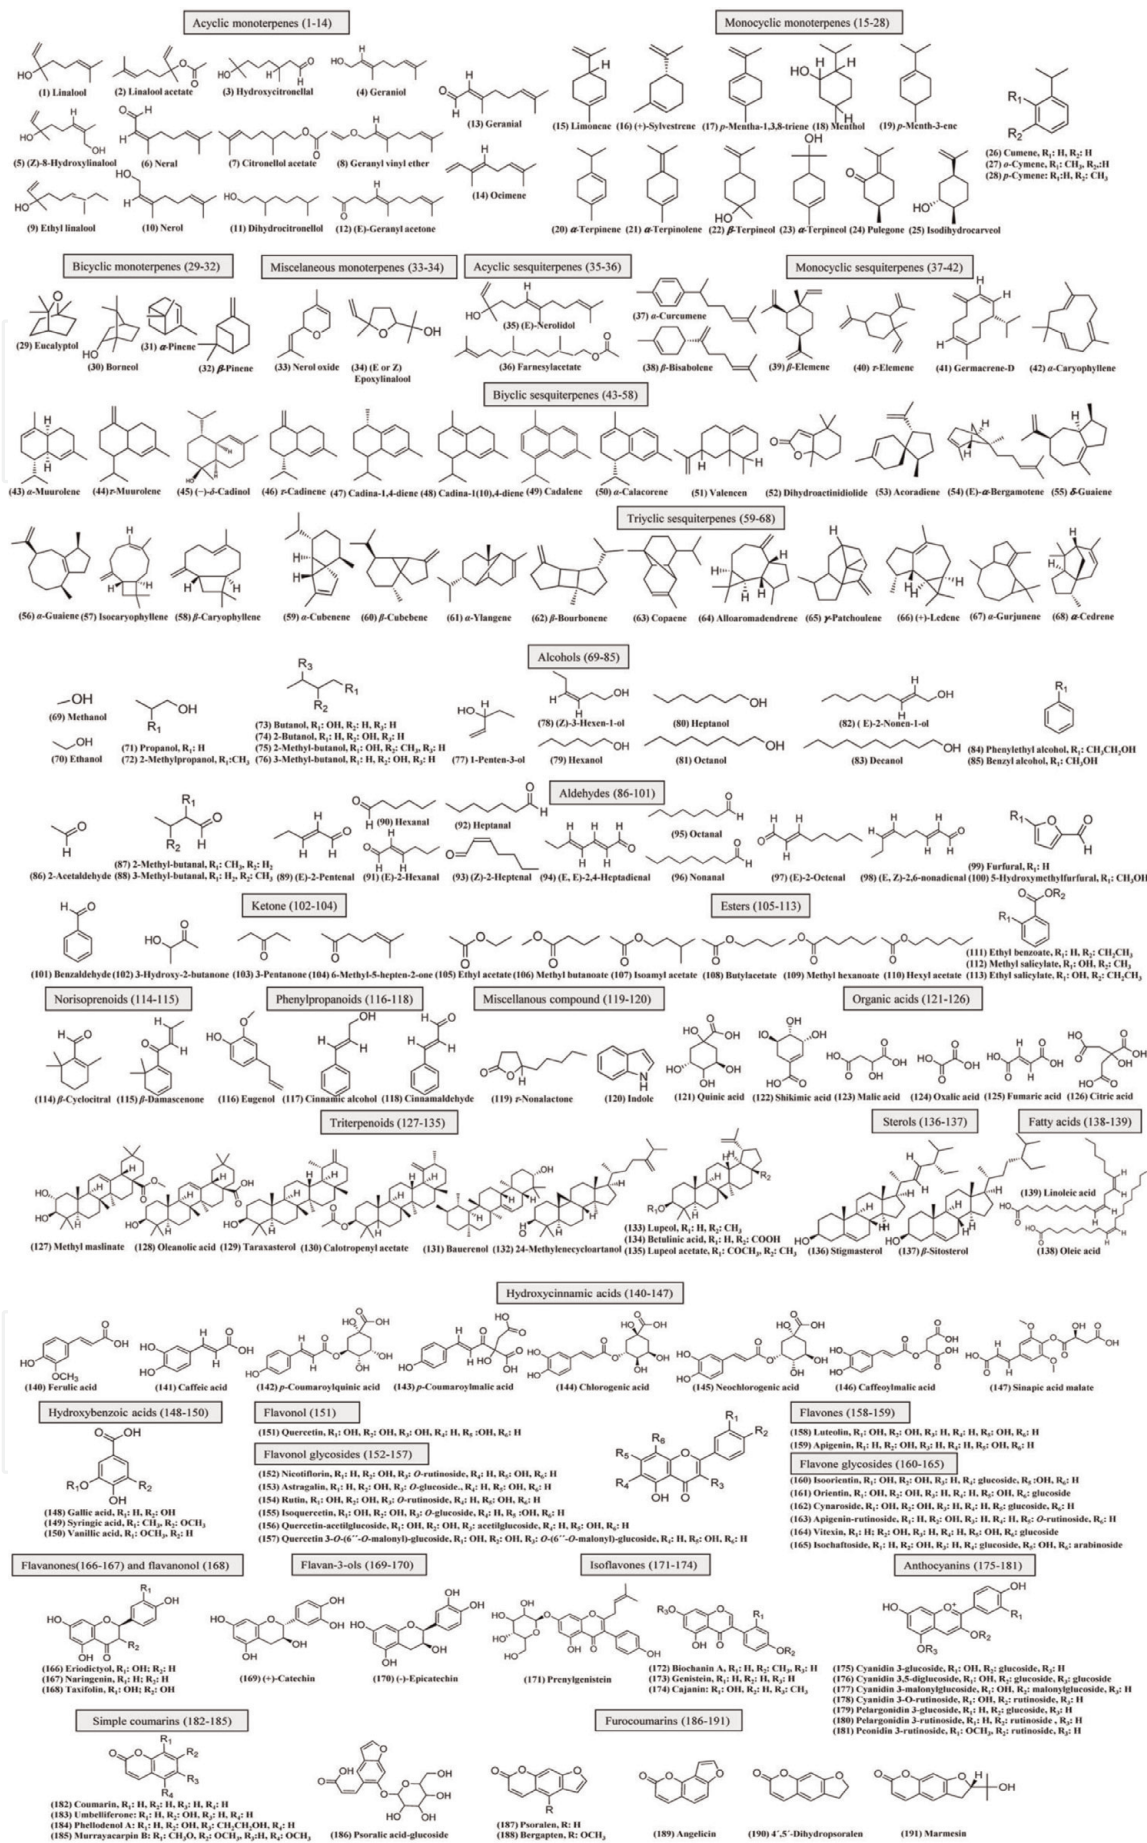 Acyclic monoterpenes (1-14)
Monocyclic monoterpenes (15-28)
(1) Linalool
(2) Linalool acetate
(3) Hydroxycitronellal
(4) Geraniol
(5) (Z)-8-Hydroxylinalool
(6) Neral
(7) Citronellol acetate
(8) Geranyl vinyl ether
(9) Ethyl linalool
(10) Nerol
(11) Dihydrocitronellol
(12) (E)-Geranyl acetone
(13) Geranial
(14) Ocimene
(15) Limonene
(16) (+)-Sylvestrene
(17) p-Mentha-1,3,8-triene
(18) Menthol
(19) p-Menth-3-ene
(20) α-Terpinene
(21) α-Terpinolene
(22) β-Terpineol
(23) α-Terpineol
(24) Pulegone
(25) Isodihydrocarveol
R1
R2
(26) Cumene, R1: H, R2: H
(27) o-Cymene, R1: CH3, R2,:H
(28) p-Cymene: R1:H, R2: CH3
Bicyclic monoterpenes (29-32)
Miscelaneous monoterpenes (33-34)
Acyclic sesquiterpenes (35-36)
Monocyclic sesquiterpenes (37-42)
(29) Eucalyptol
(30) Borneol
(31) α-Pinene
(32) β-Pinene
(33) Nerol oxide
(34) (E or Z)
Epoxylinalool
(35) (E)-Nerolidol
(36) Farnesylacetate
(37) α-Curcumene
(38) β-Bisabolene
(39) β-Elemene
(40) τ-Elemene
(41) Germacrene-D
(42) α-Caryophyllene
Biyclic sesquiterpenes (43-58)
(43) α-Muurolene
(44) τ-Muurolene
(45) (−)-δ-Cadinol
(46) τ-Cadinene
(47) Cadina-1,4-diene
(48) Cadina-1(10),4-diene
(49) Cadalene
(50) α-Calacorene
(51) Valencen
(52) Dihydroactinidiolide
(53) Acoradiene
(54) (E)-α-Bergamotene
(55) δ-Guaiene
Triyclic sesquiterpenes (59-68)
(56) α-Guaiene
(57) Isocaryophyllene
(58) β-Caryophyllene
(59) α-Cubenene
(60) β-Cubebene
(61) α-Ylangene
(62) β-Bourbonene
(63) Copaene
(64) Alloaromadendrene
(65) γ-Patchoulene
(66) (+)-Ledene
(67) α-Gurjunene
(68) α-Cedrene
Alcohols (69-85)
(69) Methanol
(70) Ethanol
(71) Propanol, R1: H
(72) 2-Methylpropanol, R1:CH3
(73) Butanol, R1: OH, R2: H, R3: H
(74) 2-Butanol, R1: H, R2: OH, R3: H
(75) 2-Methyl-butanol, R1: OH, R2: CH3, R3: H
(76) 3-Methyl-butanol, R1: H, R2: OH, R3: H
(77) 1-Penten-3-ol
(78) (Z)-3-Hexen-1-ol
(79) Hexanol
(80) Heptanol
(81) Octanol
(82) ( E)-2-Nonen-1-ol
(83) Decanol
(84) Phenylethyl alcohol, R1: CH3CH2OH
(85) Benzyl alcohol, R1: CH3OH
Aldehydes (86-101)
(86) 2-Acetaldehyde
(87) 2-Methyl-butanal, R1: CH3, R2: H2
(88) 3-Methyl-butanal, R1: H2, R2: CH3
(89) (E)-2-Pentenal
(90) Hexanal
(91) (E)-2-Hexanal
(92) Heptanal
(93) (Z)-2-Heptenal
(94) (E, E)-2,4-Heptadienal
(95) Octanal
(96) Nonanal
(97) (E)-2-Octenal
(98) (E, Z)-2,6-nonadienal
(99) Furfural, R1: H
(100) 5-Hydroxymethylfurfural, R1: CH3OH
Ketone (102-104)
Esters (105-113)
(101) Benzaldehyde
(102) 3-Hydroxy-2-butanone
(103) 3-Pentanone
(104) 6-Methyl-5-hepten-2-one
(105) Ethyl acetate
(106) Methyl butanoate
(107) Isoamyl acetate
(108) Butylacetate
(109) Methyl hexanoate
(110) Hexyl acetate
(111) Ethyl benzoate, R1: H, R2: CH2CH3
(112) Methyl salicylate, R1: OH, R2: CH3
(113) Ethyl salicylate, R1: OH, R2: CH2CH3
Norisoprenoids (114-115)
Phenylpropanoids (116-118)
Miscellanous compound (119-120)
Organic acids (121-126)
(114) β-Cyclocitral
(115) β-Damascenone
(116) Eugenol
(117) Cinnamic alcohol
(118) Cinnamaldehyde
(119) τ-Nonalactone
(120) Indole
(121) Quinic acid
(122) Shikimic acid
(123) Malic acid
(124) Oxalic acid
(125) Fumaric acid
(126) Citric acid
Triterpenoids (127-135)
Sterols (136-137)
Fatty acids (138-139)
(127) Methyl maslinate
(128) Oleanolic acid
(129) Taraxasterol
(130) Calotropenyl acetate
(131) Bauerenol
(132) 24-Methylenecycloartanol
(133) Lupeol, R1: H, R2: CH3
(134) Betulinic acid, R1: H, R2: COOH
(135) Lupeol acetate, R1: COCH3, R2: CH3
(136) Stigmasterol
(137) β-Sitosterol
(139) Linoleic acid
(138) Oleic acid
Hydroxycinnamic acids (140-147)
(140) Ferulic acid
(141) Caffeic acid
(142) p-Coumaroylquinic acid
(143) p-Coumaroylmalic acid
(144) Chlorogenic acid
(145) Neochlorogenic acid
(146) Caffeoylmalic acid
(147) Sinapic acid malate
Hydroxybenzoic acids (148-150)
(148) Gallic acid, R1: H, R2: OH
(149) Syringic acid, R1: CH3, R2: OCH3
(150) Vanillic acid, R1: OCH3, R2: H
Flavonol (151)
(151) Quercetin, R1: OH, R2: OH, R3: OH, R4: H, R5 :OH, R6: H
Flavonol glycosides (152-157)
(152) Nicotiflorin, R1: H, R2: OH, R3: O-rutinoside, R4: H, R5: OH, R6: H
(153) Astragalin, R1: H, R2: OH, R3: O-glucoside., R4: H, R5: OH, R6: H
(154) Rutin, R1: OH, R2: OH, R3: O-rutinoside, R4: H, R5: OH, R6: H
(155) Isoquercetin, R1: OH, R2: OH, R3: O-glucoside, R4: H, R5 :OH, R6: H
(156) Quercetin-acetilglucoside, R1: OH, R2: OH, R3: acetilglucoside, R4: H, R5: OH, R6: H
(157) Quercetin 3-O-(6´´-O-malonyl)-glucoside, R1: OH, R2: OH, R3: O-(6´´-O-malonyl)-glucoside, R4: H, R5: OH, R6: H
Flavones (158-159)
(158) Luteolin, R1: OH, R2: OH, R3: H, R4: H, R5: OH, R6: H
(159) Apigenin, R1: H, R2: OH, R3: H, R4: H, R5: OH, R6: H
Flavone glycosides (160-165)
(160) Isoorientin, R1: OH, R2: OH, R3: H, R4: glucoside, R5 :OH, R6: H
(161) Orientin, R1: OH, R2: OH, R3: H, R4: H, R5: OH, R6: glucoside
(162) Cynaroside, R1: OH, R2: OH, R3: H, R4: H, R5: glucoside, R6: H
(163) Apigenin-rutinoside, R1: H, R2: OH, R3: H, R4: H, R5: O-rutinoside, R6: H
(164) Vitexin, R1: H; R2: OH, R3: H, R4: H, R5: OH, R6: glucoside
(165) Isochaftoside, R1: H, R2: OH, R3: H, R4: glucoside, R5: OH, R6: arabinoside
Flavanones(166-167) and flavanonol (168)
Flavan-3-ols (169-170)
Isoflavones (171-174)
Anthocyanins (175-181)
(166) Eriodictyol, R1: OH; R2: H
(167) Naringenin, R1: H; R2: H
(168) Taxifolin, R1: OH; R2: OH
(169) (+)-Catechin
(170) (-)-Epicatechin
(171) Prenylgenistein
(172) Biochanin A, R1: H, R2: CH3, R3: H
(173) Genistein, R1: H, R2: H, R3: H
(174) Cajanin: R1: OH, R2: H, R3: CH3
(175) Cyanidin 3-glucoside, R1: OH, R2: glucoside, R3: H
(176) Cyanidin 3,5-diglucoside, R1: OH, R2: glucoside, R3: glucoside
(177) Cyanidin 3-malonylglucoside, R1: OH, R2: malonylglucoside, R3: H
(178) Cyanidin 3-O-rutinoside, R1: OH, R2: rutinoside, R3: H
(179) Pelargonidin 3-glucoside, R1: H, R2: glucoside, R3: H
(180) Pelargonidin 3-rutinoside, R1: H, R2: rutinoside , R3: H
(181) Peonidin 3-rutinoside, R1: OCH3, R2: rutinoside, R3: H
Simple coumarins (182-185)
Furocoumarins (186-191)
(182) Coumarin, R1: H, R2: H, R3: H, R4: H
(183) Umbelliferone: R1: H, R2: OH, R3: H, R4: H
(184) Phellodenol A: R1: H, R2: OH, R3: CH2CH2OH, R4: H
(185) Murrayacarpin B: R1: CH3O, R2: OCH3, R3:H, R4: OCH3
(186) Psoralic acid-glucoside
(187) Psoralen, R: H
(188) Bergapten, R: OCH3
(189) Angelicin
(190) 4´,5´-Dihydropsoralen
(191) Marmesin